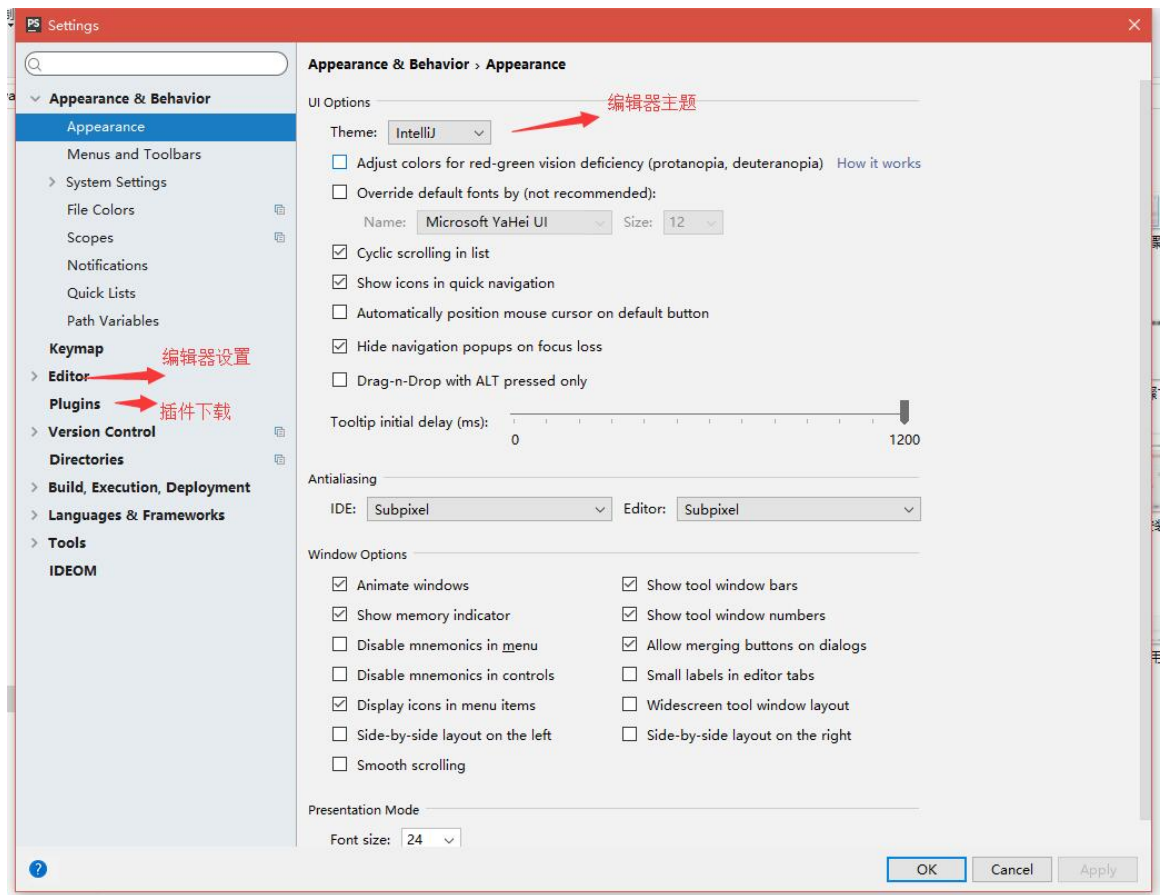 PS Settings
Appearance & Behavior
Appearance
Menus and Toolbars
System Settings
File Colors
Scopes
Notifications
Quick Lists
Path Variables
Keymap
编辑器设置
Editor
Plugins
插件下载
Version Control
Directories
Build, Execution, Deployment
Languages & Frameworks
Tools
IDEOM
Appearance & Behavior › Appearance
UI Options
编辑器主题
Theme: IntelliJ
Adjust colors for red-green vision deficiency (protanopia, deuteranopia) How it works
Override default fonts by (not recommended):
Name: Microsoft YaHei UI Size: 12
Cyclic scrolling in list
Show icons in quick navigation
Automatically position mouse cursor on default button
Hide navigation popups on focus loss
Drag-n-Drop with ALT pressed only
Tooltip initial delay (ms):
0 1200
Antialiasing
IDE: Subpixel Editor: Subpixel
Window Options
Animate windows Show tool window bars
Show memory indicator Show tool window numbers
Disable mnemonics in menu Allow merging buttons on dialogs
Disable mnemonics in controls Small labels in editor tabs
Display icons in menu items Widescreen tool window layout
Side-by-side layout on the left Side-by-side layout on the right
Smooth scrolling
Presentation Mode
Font size: 24
? OK Cancel Apply